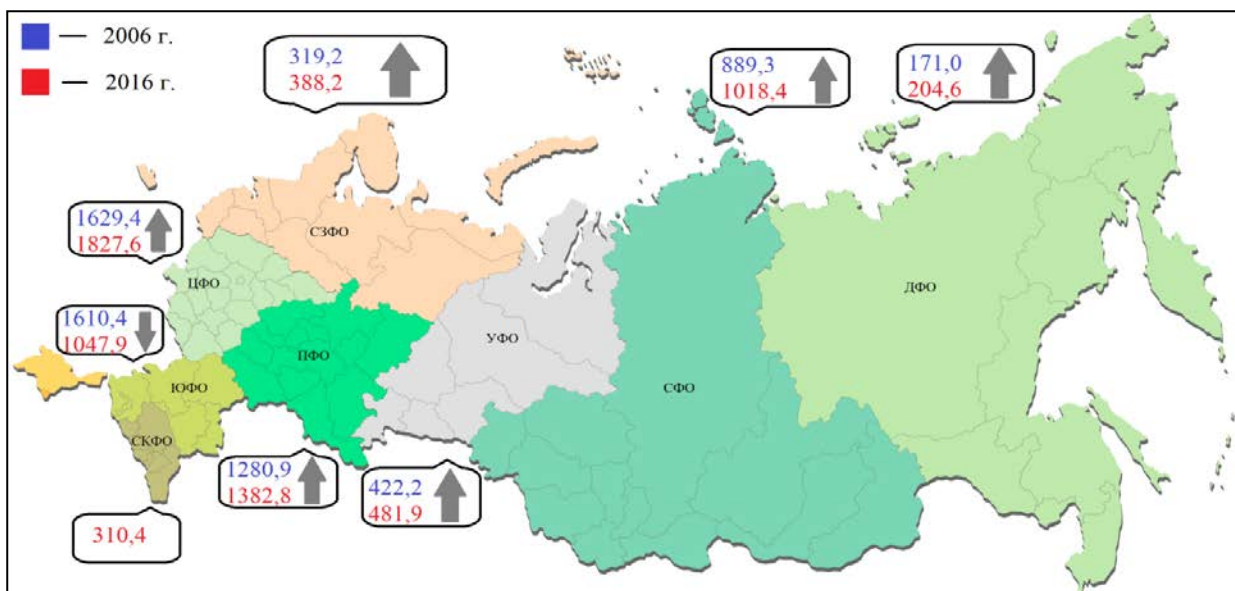 — 2006 г.
— 2016 г.
319,2
388,2
889,3
1018,4
171,0
204,6
1629,4
1827,6
СЗФО
ЦФО
ДФО
1610,4
1047,9
ПФО
УФО
ЮФО
СФО
СКФО
1280,9
1382,8
422,2
481,9
310,4